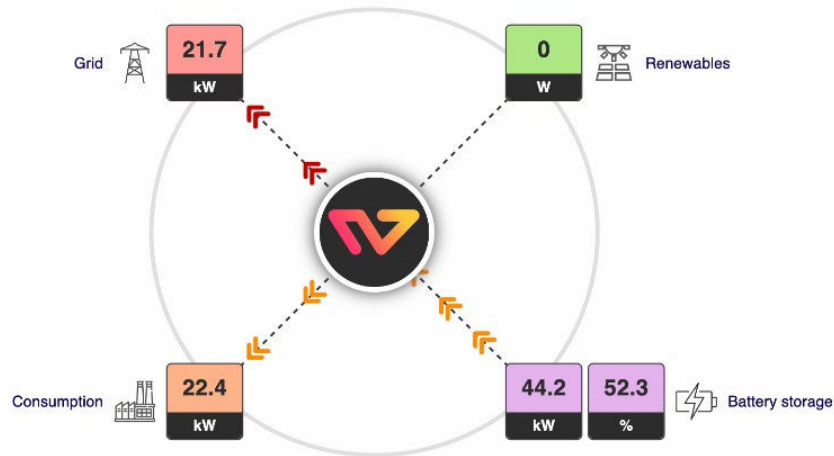 Grid
21.7
kW
0
W
Renewables
Consumption
22.4
kW
44.2
kW
52.3
%
Battery storage